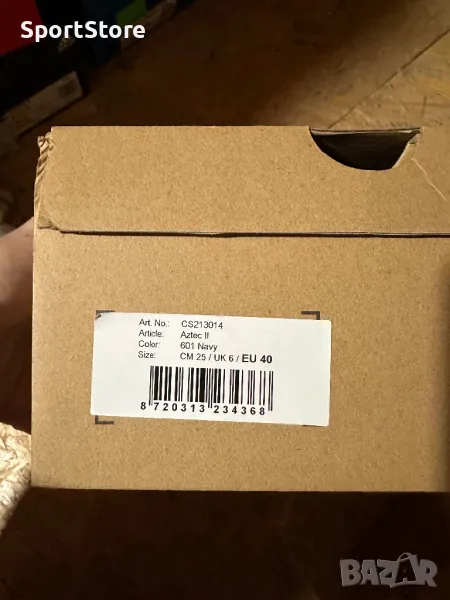 SportStore
Art. No.: CS213014
Article: Aztec II
Color: 601 Navy
Size: CM 25 / UK 6 / EU 40
8 720313 234368
BAZAR